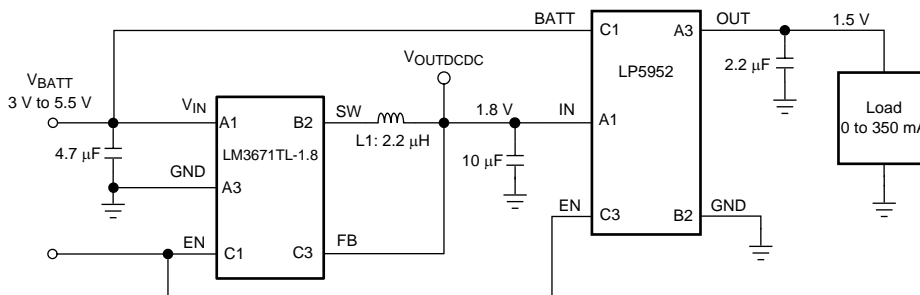 BATT
C1
A3
OUT
1.5 V
LP5952
2.2 μF
Load
0 to 350 mA
VOUTDCDC
VBATT
3 V to 5.5 V
VIN
A1
B2
SW
L1: 2.2 μH
1.8 V
IN
A1
4.7 μF
LM3671TL-1.8
10 μF
GND
A3
EN
C3
B2
GND
EN
C1
C3
FB